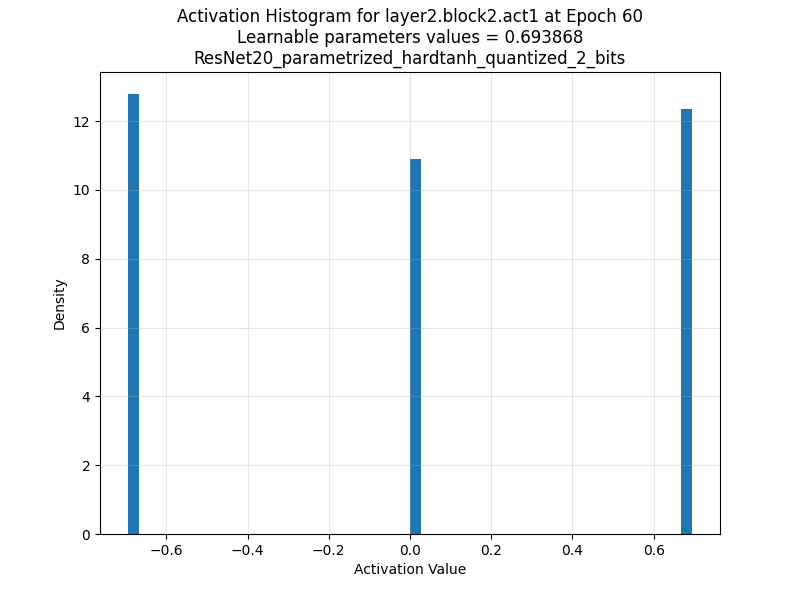 Activation Histogram for layer2.block2.act1 at Epoch 60
Learnable parameters values = 0.693868
ResNet20_parametrized_hardtanh_quantized_2_bits
12
10
8
6
4
2
0
Density
−0.6 −0.4 −0.2 0.0 0.2 0.4 0.6
Activation Value